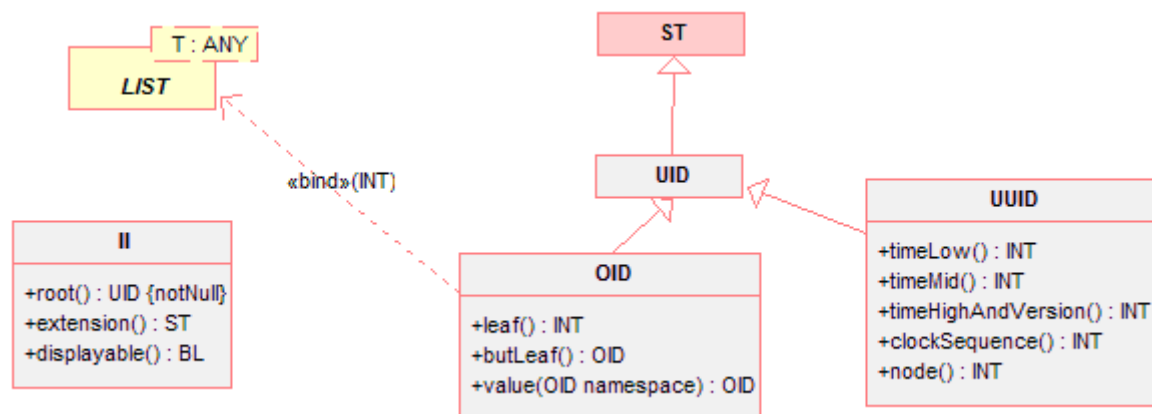 T : ANY
LIST
ST
«bind»(INT)
UID
II
+root() : UID {notNull}
+extension() : ST
+displayable() : BL
OID
+leaf() : INT
+butLeaf() : OID
+value(OID namespace) : OID
UUID
+timeLow() : INT
+timeMid() : INT
+timeHighAndVersion() : INT
+clockSequence() : INT
+node() : INT